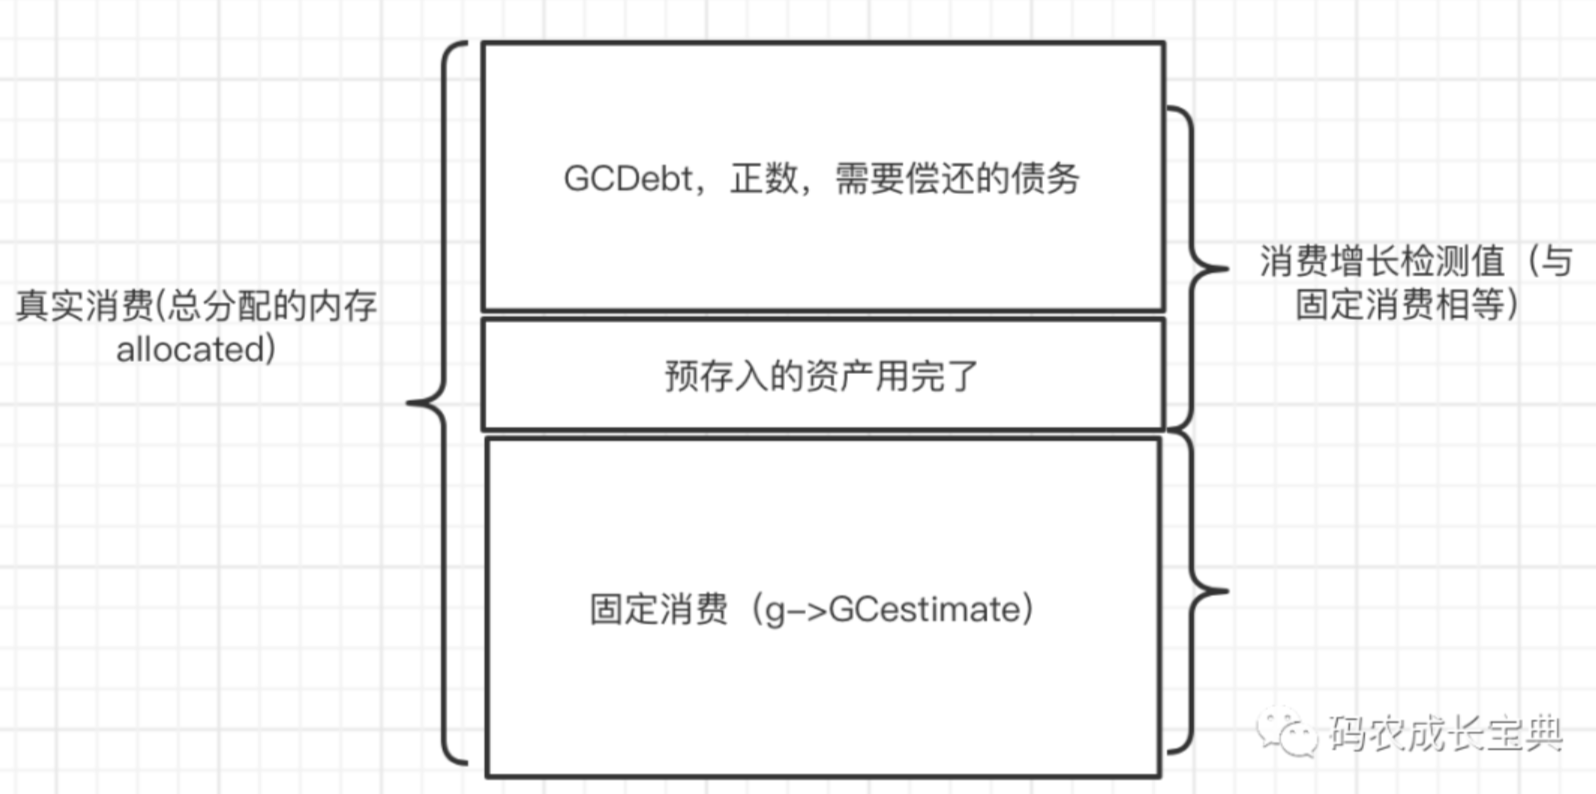 GCDebt，正数，需要偿还的债务
消费增长检测值（与
固定消费相等）
真实消费(总分配的内存
allocated)
预存入的资产用完了
固定消费（g->GCestimate）
码农成长宝典